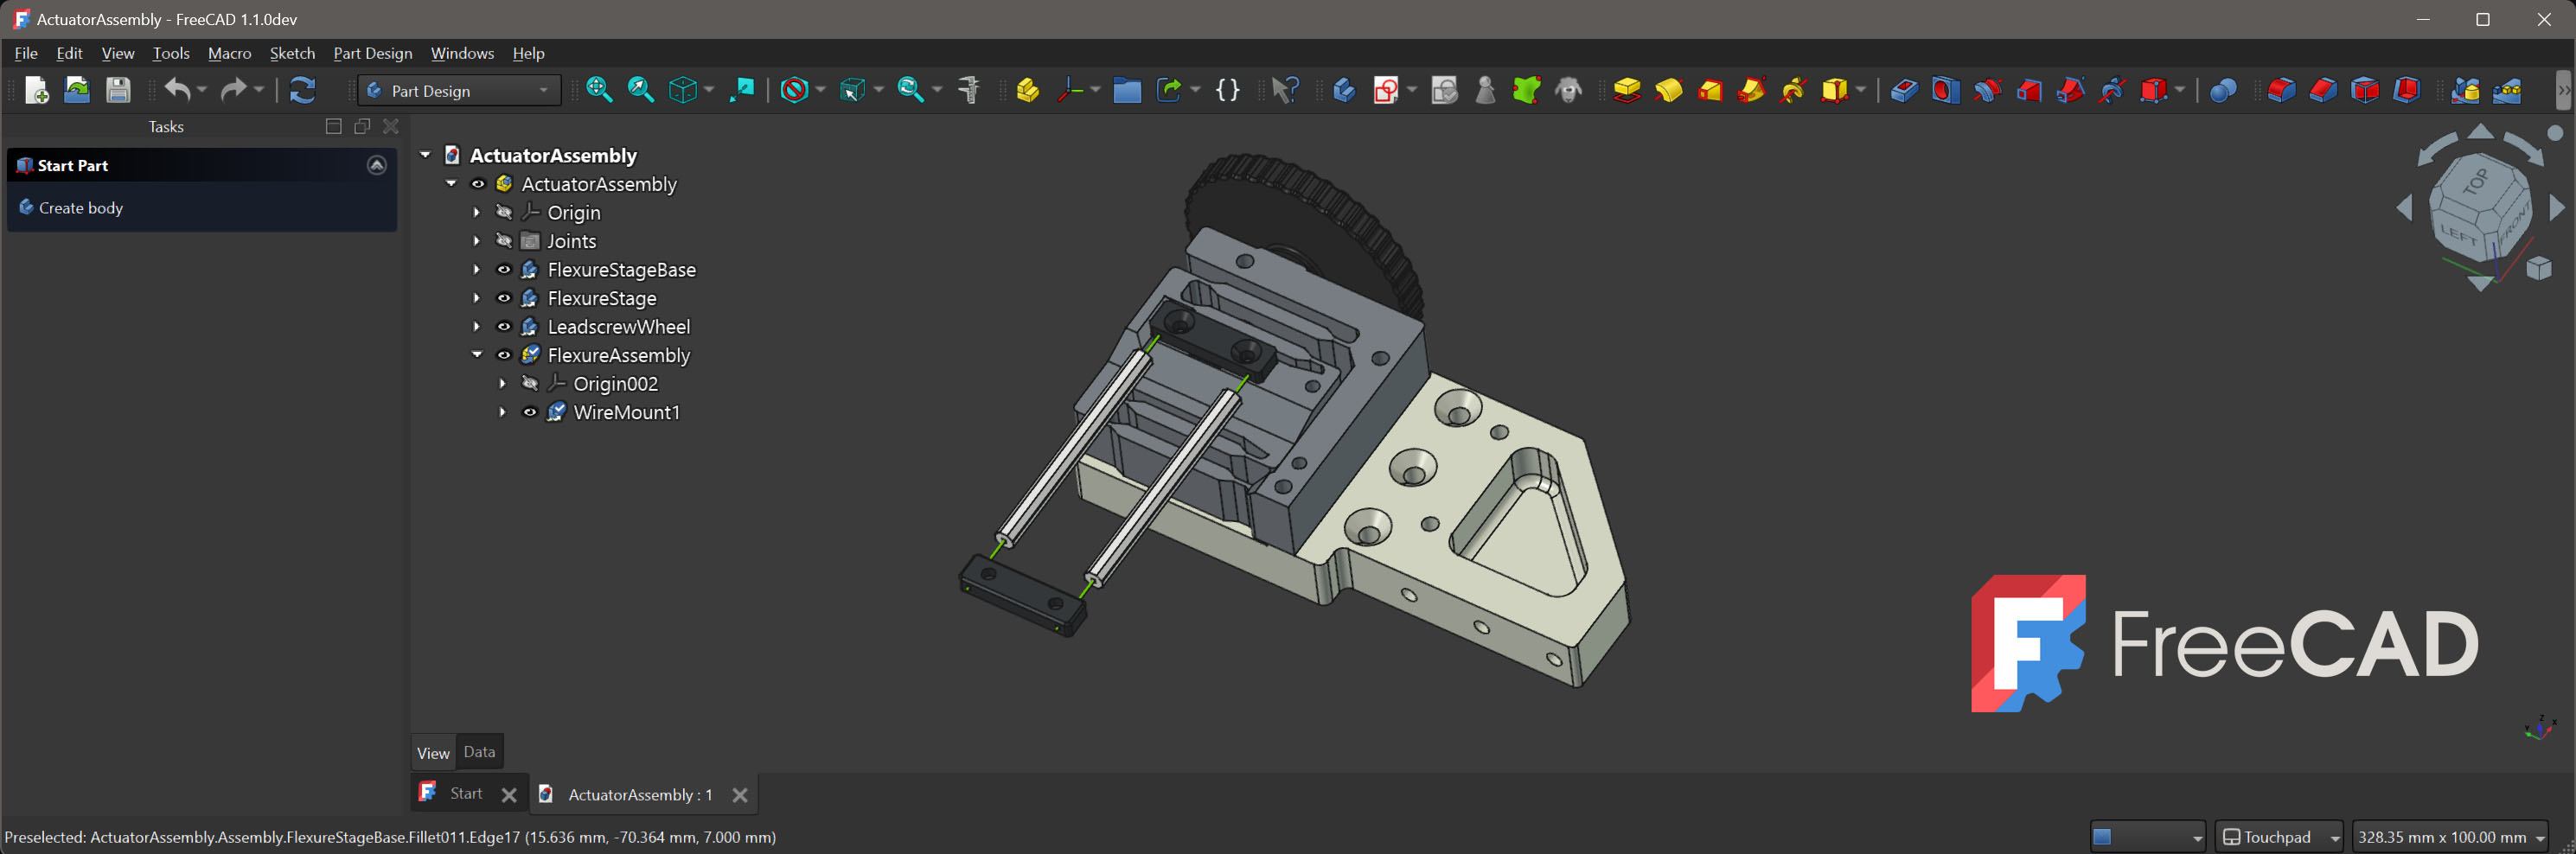 ActuatorAssembly - FreeCAD 1.1.0dev
File Edit View Tools Macro Sketch Part Design Windows Help
Part Design
Tasks
Start Part
Create body
ActuatorAssembly
ActuatorAssembly
Origin
Joints
FlexureStageBase
FlexureStage
LeadscrewWheel
FlexureAssembly
Origin002
WireMount1
TOP
LEFT
FRONT
FreeCAD
Z
X
Y
View Data
Start
ActuatorAssembly : 1
Preselected: ActuatorAssembly.Assembly.FlexureStageBase.Fillet011.Edge17 (15.636 mm, -70.364 mm, 7.000 mm)
Touchpad
328.35 mm x 100.00 mm